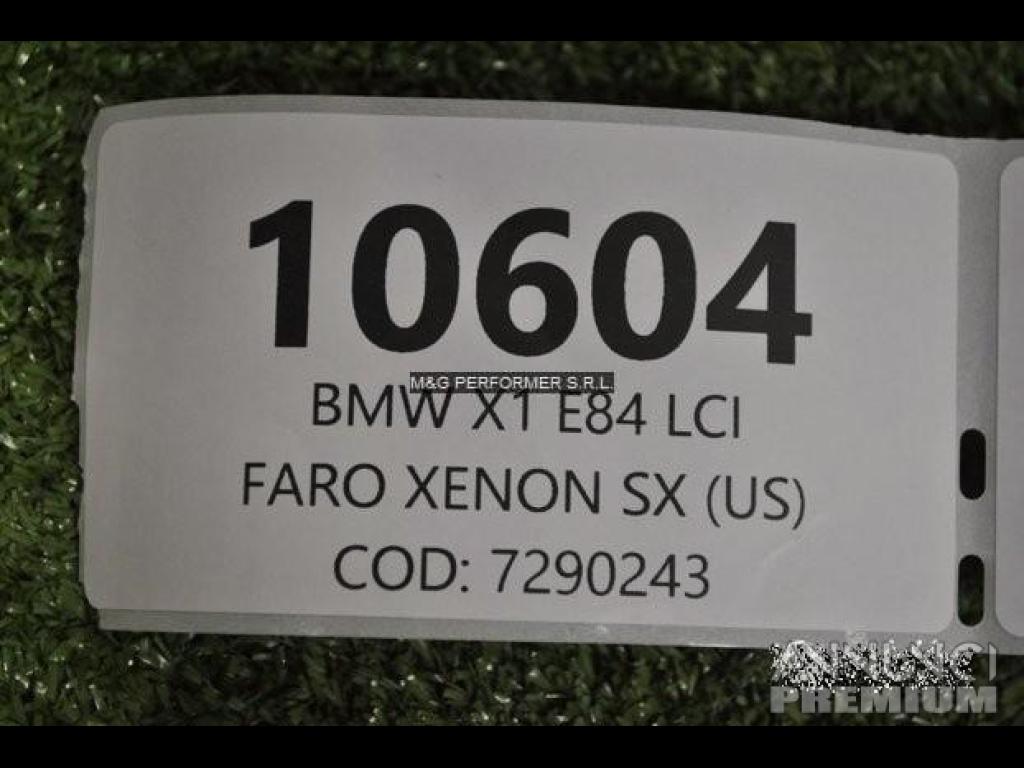 10604
M&G PERFORMER S.R.L.
BMW X1 E84 LCI
FARO XENON SX (US)
COD: 7290243
PREMIUM